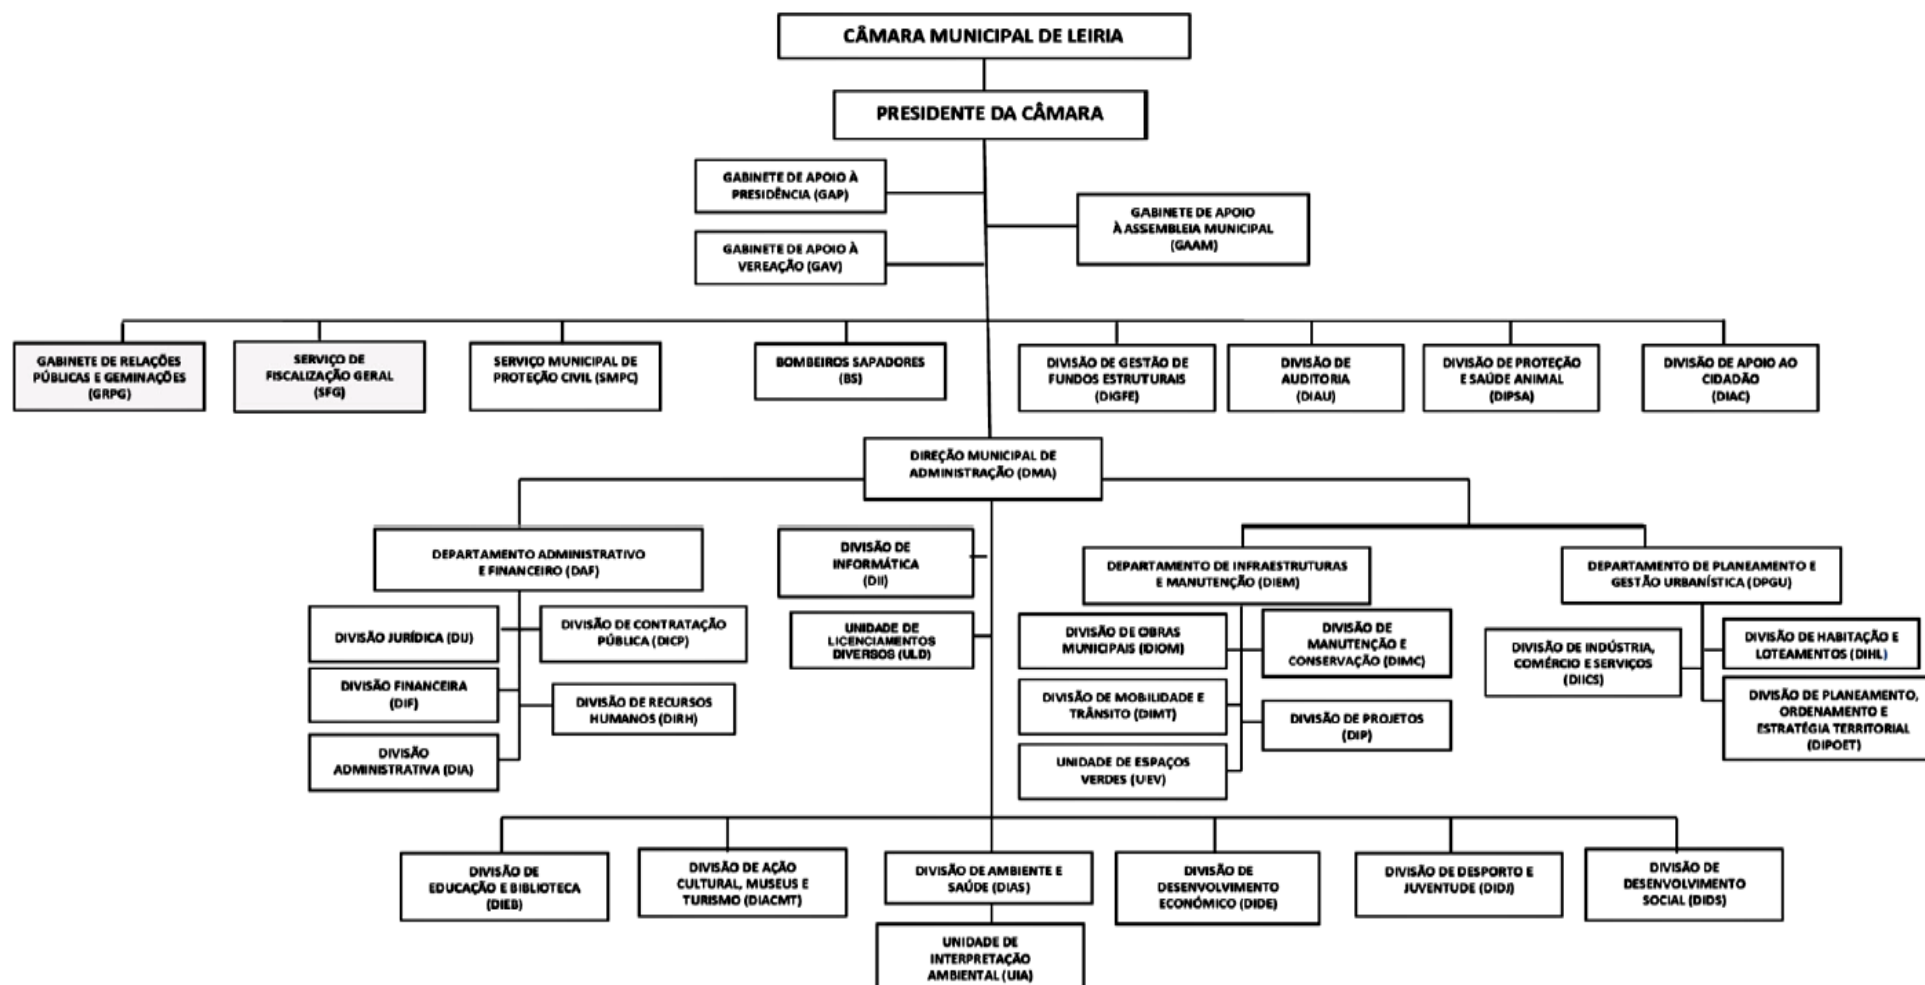 CÂMARA MUNICIPAL DE LEIRIA
PRESIDENTE DA CÂMARA
GABINETE DE APOIO À
PRESIDÊNCIA (GAP)
GABINETE DE APOIO
À ASSEMBLEIA MUNICIPAL
(GAAM)
GABINETE DE APOIO À
VEREAÇÃO (GAV)
GABINETE DE RELAÇÕES
PÚBLICAS E GEMINAÇÕES
(GRPG)
SERVIÇO DE
FISCALIZAÇÃO GERAL
(SFG)
SERVIÇO MUNICIPAL DE
PROTEÇÃO CIVIL (SMPC)
BOMBEIROS SAPADORES
(BS)
DIVISÃO DE GESTÃO DE
FUNDOS ESTRUTURAIS
(DIGFE)
DIVISÃO DE
AUDITORIA
(DIAU)
DIVISÃO DE PROTEÇÃO
E SAÚDE ANIMAL
(DIPSA)
DIVISÃO DE APOIO AO
CIDADÃO
(DIAC)
DIREÇÃO MUNICIPAL DE
ADMINISTRAÇÃO (DMA)
DEPARTAMENTO ADMINISTRATIVO
E FINANCEIRO (DAF)
DIVISÃO JURÍDICA (DIJ)
DIVISÃO DE CONTRATAÇÃO
PÚBLICA (DICP)
DIVISÃO FINANCEIRA
(DIF)
DIVISÃO DE RECURSOS
HUMANOS (DIRH)
DIVISÃO
ADMINISTRATIVA (DIA)
DIVISÃO DE
INFORMÁTICA
(DII)
UNIDADE DE
LICENCIAMENTOS
DIVERSOS (ULD)
DEPARTAMENTO DE INFRAESTRUTURAS
E MANUTENÇÃO (DIEM)
DIVISÃO DE OBRAS
MUNICIPAIS (DIOM)
DIVISÃO DE
MANUTENÇÃO E
CONSERVAÇÃO (DIMC)
DIVISÃO DE MOBILIDADE E
TRÂNSITO (DIMT)
DIVISÃO DE PROJETOS
(DIP)
UNIDADE DE ESPAÇOS
VERDES (UEV)
DEPARTAMENTO DE PLANEAMENTO E
GESTÃO URBANÍSTICA (DPGU)
DIVISÃO DE INDÚSTRIA,
COMÉRCIO E SERVIÇOS
(DIICS)
DIVISÃO DE HABITAÇÃO E
LOTEAMENTOS (DIHL)
DIVISÃO DE PLANEAMENTO,
ORDENAMENTO E
ESTRATÉGIA TERRITORIAL
(DIPOET)
DIVISÃO DE
EDUCAÇÃO E BIBLIOTECA
(DIEB)
DIVISÃO DE AÇÃO
CULTURAL, MUSEUS E
TURISMO (DIACMT)
DIVISÃO DE AMBIENTE E
SAÚDE (DIAS)
DIVISÃO DE
DESENVOLVIMENTO
ECONÓMICO (DIDE)
DIVISÃO DE DESPORTO E
JUVENTUDE (DIDJ)
DIVISÃO DE
DESENVOLVIMENTO
SOCIAL (DIDS)
UNIDADE DE
INTERPRETAÇÃO
AMBIENTAL (UIA)